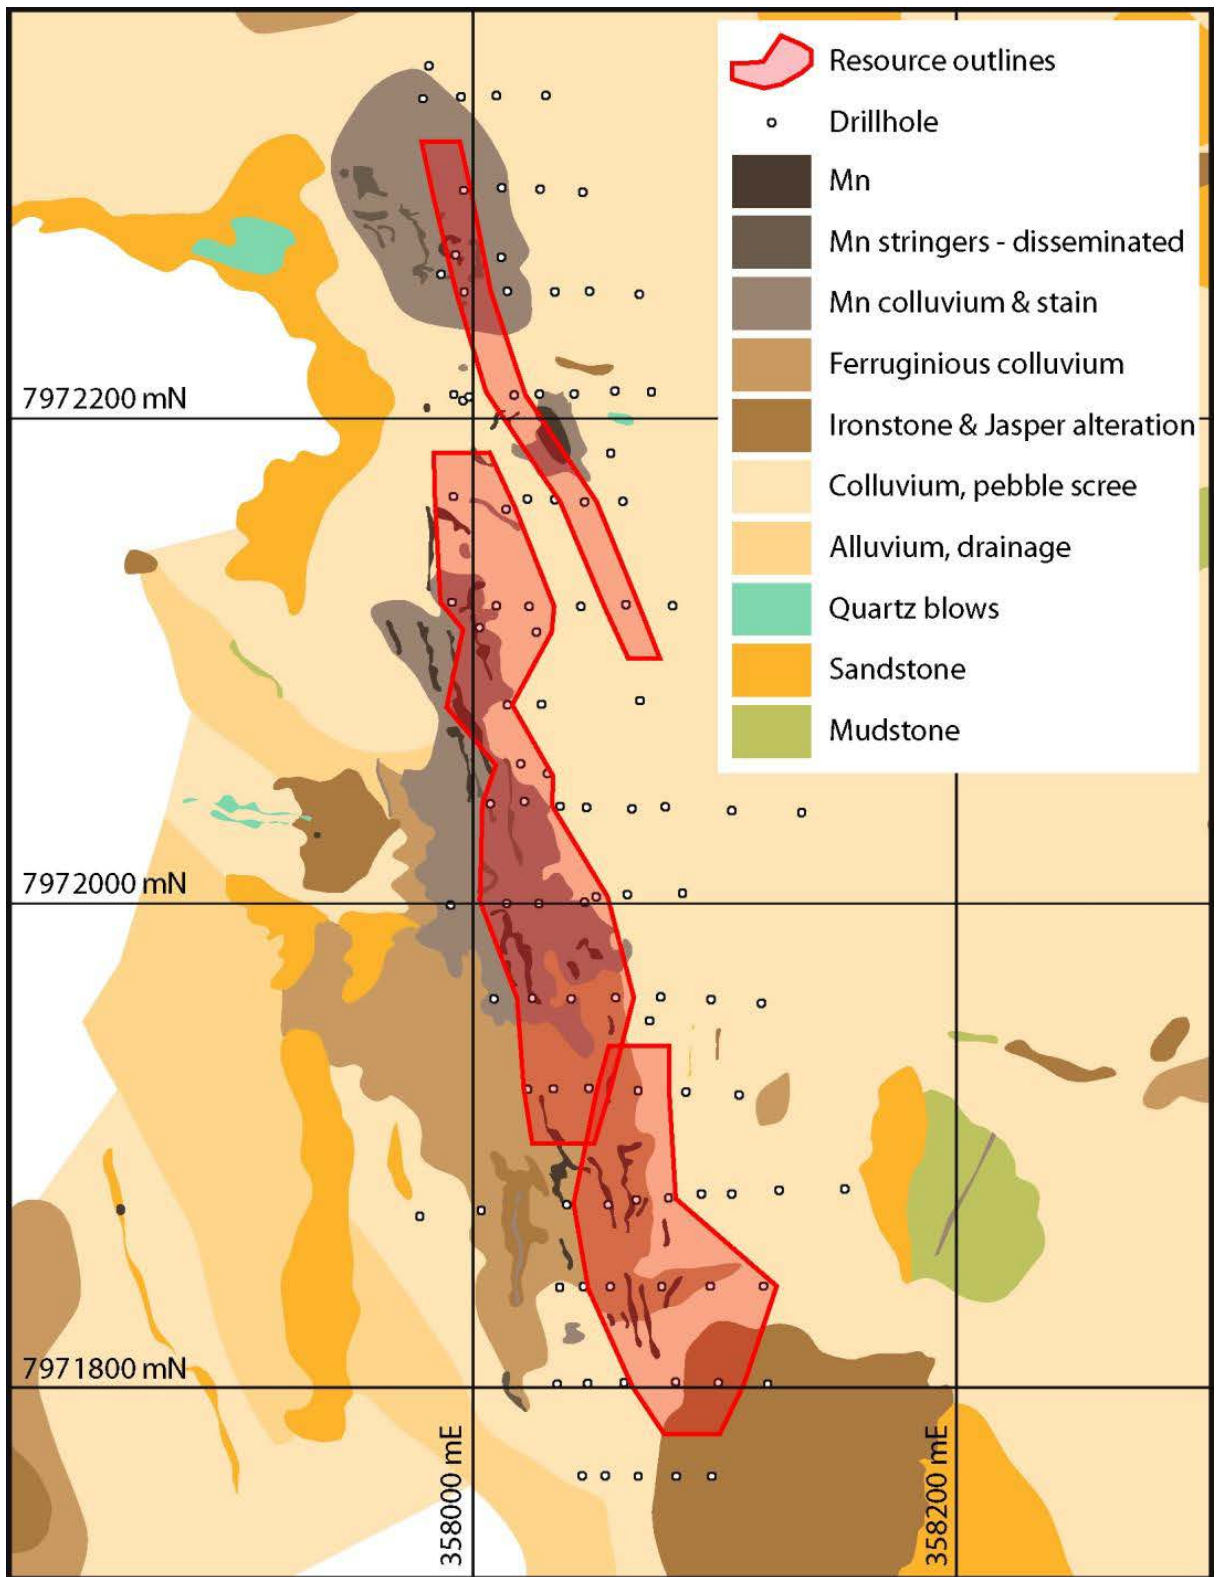 Resource outlines
Drillhole
Mn
Mn stringers - disseminated
Mn colluvium & stain
Ferruginious colluvium
Ironstone & Jasper alteration
Colluvium, pebble scree
Alluvium, drainage
Quartz blows
Sandstone
Mudstone
7972200 mN
7972000 mN
7971800 mN
358000 mE
358200 mE